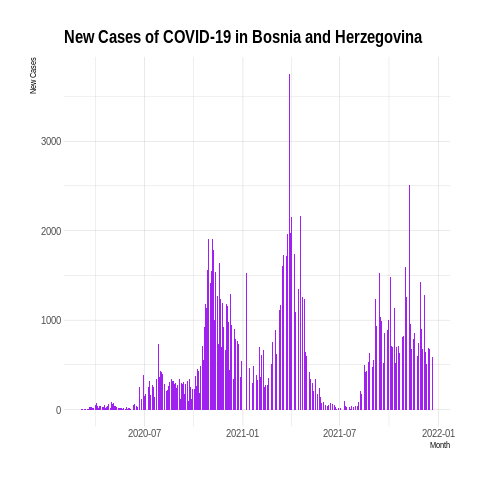 New Cases of COVID-19 in Bosnia and Herzegovina
New Cases
3000
2000
1000
0
2020-07
2021-01
2021-07
2022-01
Month